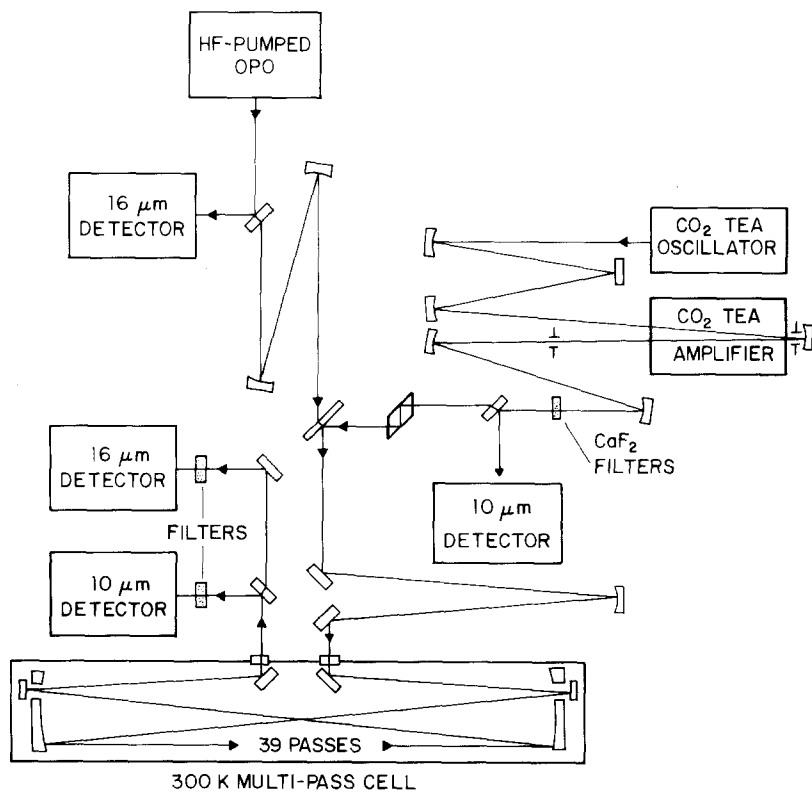 HF-PUMPED
OPO
16 μm
DETECTOR
CO₂ TEA
OSCILLATOR
CO₂ TEA
AMPLIFIER
CaF₂
FILTERS
16 μm
DETECTOR
FILTERS
10 μm
DETECTOR
10 μm
DETECTOR
39 PASSES
300 K MULTI-PASS CELL